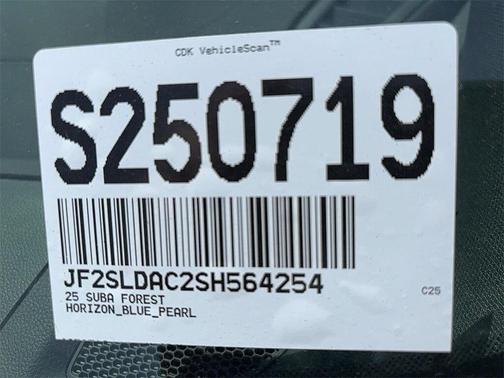 CDK VehicleScan™
S250719
JF2SLDAC2SH564254
25 SUBA FOREST
C25
HORIZON_BLUE_PEARL